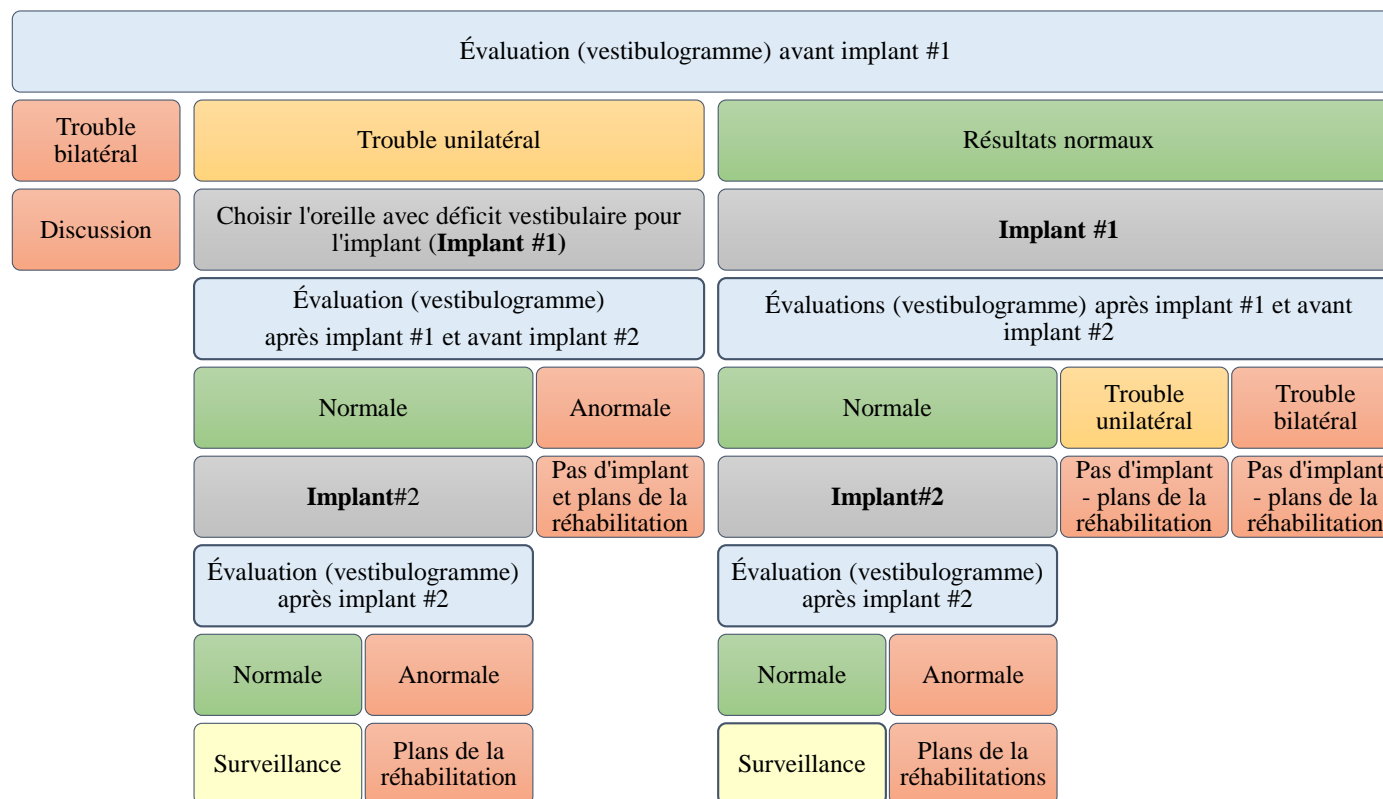 Évaluation (vestibulogramme) avant implant #1
Trouble
bilatéral
Trouble unilatéral
Résultats normaux
Discussion
Choisir l'oreille avec déficit vestibulaire pour
l'implant (Implant #1)
Implant #1
Évaluation (vestibulogramme)
après implant #1 et avant implant #2
Évaluations (vestibulogramme) après implant #1 et avant
implant #2
Normale
Anormale
Normale
Trouble
unilatéral
Trouble
bilatéral
Implant#2
Pas d'implant
et plans de la
réhabilitation
Implant#2
Pas d'implant
- plans de la
réhabilitation
Pas d'implant
- plans de la
réhabilitation
Évaluation (vestibulogramme)
après implant #2
Évaluation (vestibulogramme)
après implant #2
Normale
Anormale
Normale
Anormale
Surveillance
Plans de la
réhabilitation
Surveillance
Plans de la
réhabilitations